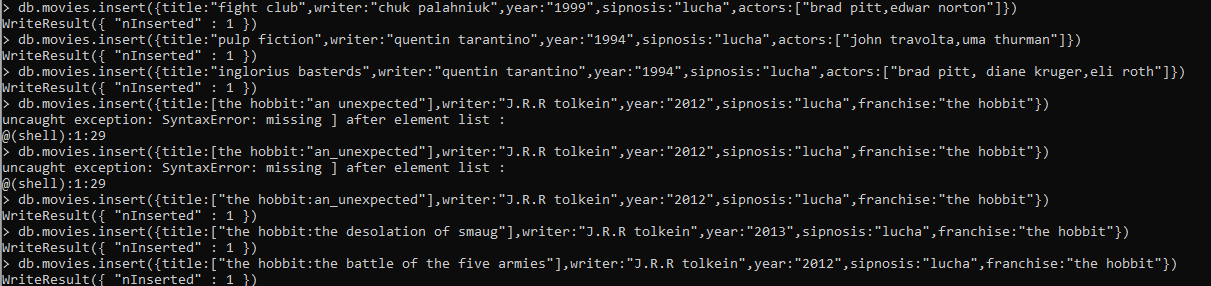 > db.movies.insert({title:"fight club",writer:"chuk palahniuk",year:"1999",sipnosis:"lucha",actors:["brad pitt,edwar norton"]})
WriteResult({ "nInserted" : 1 })
> db.movies.insert({title:"pulp fiction",writer:"quentin tarantino",year:"1994",sipnosis:"lucha",actors:["john travolta,uma thurman"]})
WriteResult({ "nInserted" : 1 })
> db.movies.insert({title:"inglorius basterds",writer:"quentin tarantino",year:"1994",sipnosis:"lucha",actors:["brad pitt, diane kruger,eli roth"]})
WriteResult({ "nInserted" : 1 })
> db.movies.insert({title:[the hobbit:"an unexpected"],writer:"J.R.R tolkein",year:"2012",sipnosis:"lucha",franchise:"the hobbit"})
uncaught exception: SyntaxError: missing ] after element list :
@(shell):1:29
> db.movies.insert({title:[the hobbit:"an_unexpected"],writer:"J.R.R tolkein",year:"2012",sipnosis:"lucha",franchise:"the hobbit"})
uncaught exception: SyntaxError: missing ] after element list :
@(shell):1:29
> db.movies.insert({title:["the hobbit:an_unexpected"],writer:"J.R.R tolkein",year:"2012",sipnosis:"lucha",franchise:"the hobbit"})
WriteResult({ "nInserted" : 1 })
> db.movies.insert({title:["the hobbit:the desolation of smaug"],writer:"J.R.R tolkein",year:"2013",sipnosis:"lucha",franchise:"the hobbit"})
WriteResult({ "nInserted" : 1 })
> db.movies.insert({title:["the hobbit:the battle of the five armies"],writer:"J.R.R tolkein",year:"2012",sipnosis:"lucha",franchise:"the hobbit"})
WriteResult({ "nInserted" : 1 })